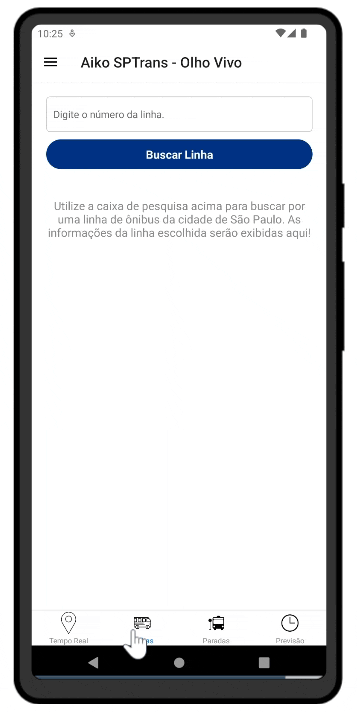 10:25
Aiko SPTrans - Olho Vivo
Digite o número da linha.
Buscar Linha
Utilize a caixa de pesquisa acima para buscar por
uma linha de ônibus da cidade de São Paulo. As
informações da linha escolhida serão exibidas aqui!
Tempo Real
Paradas
Previsão